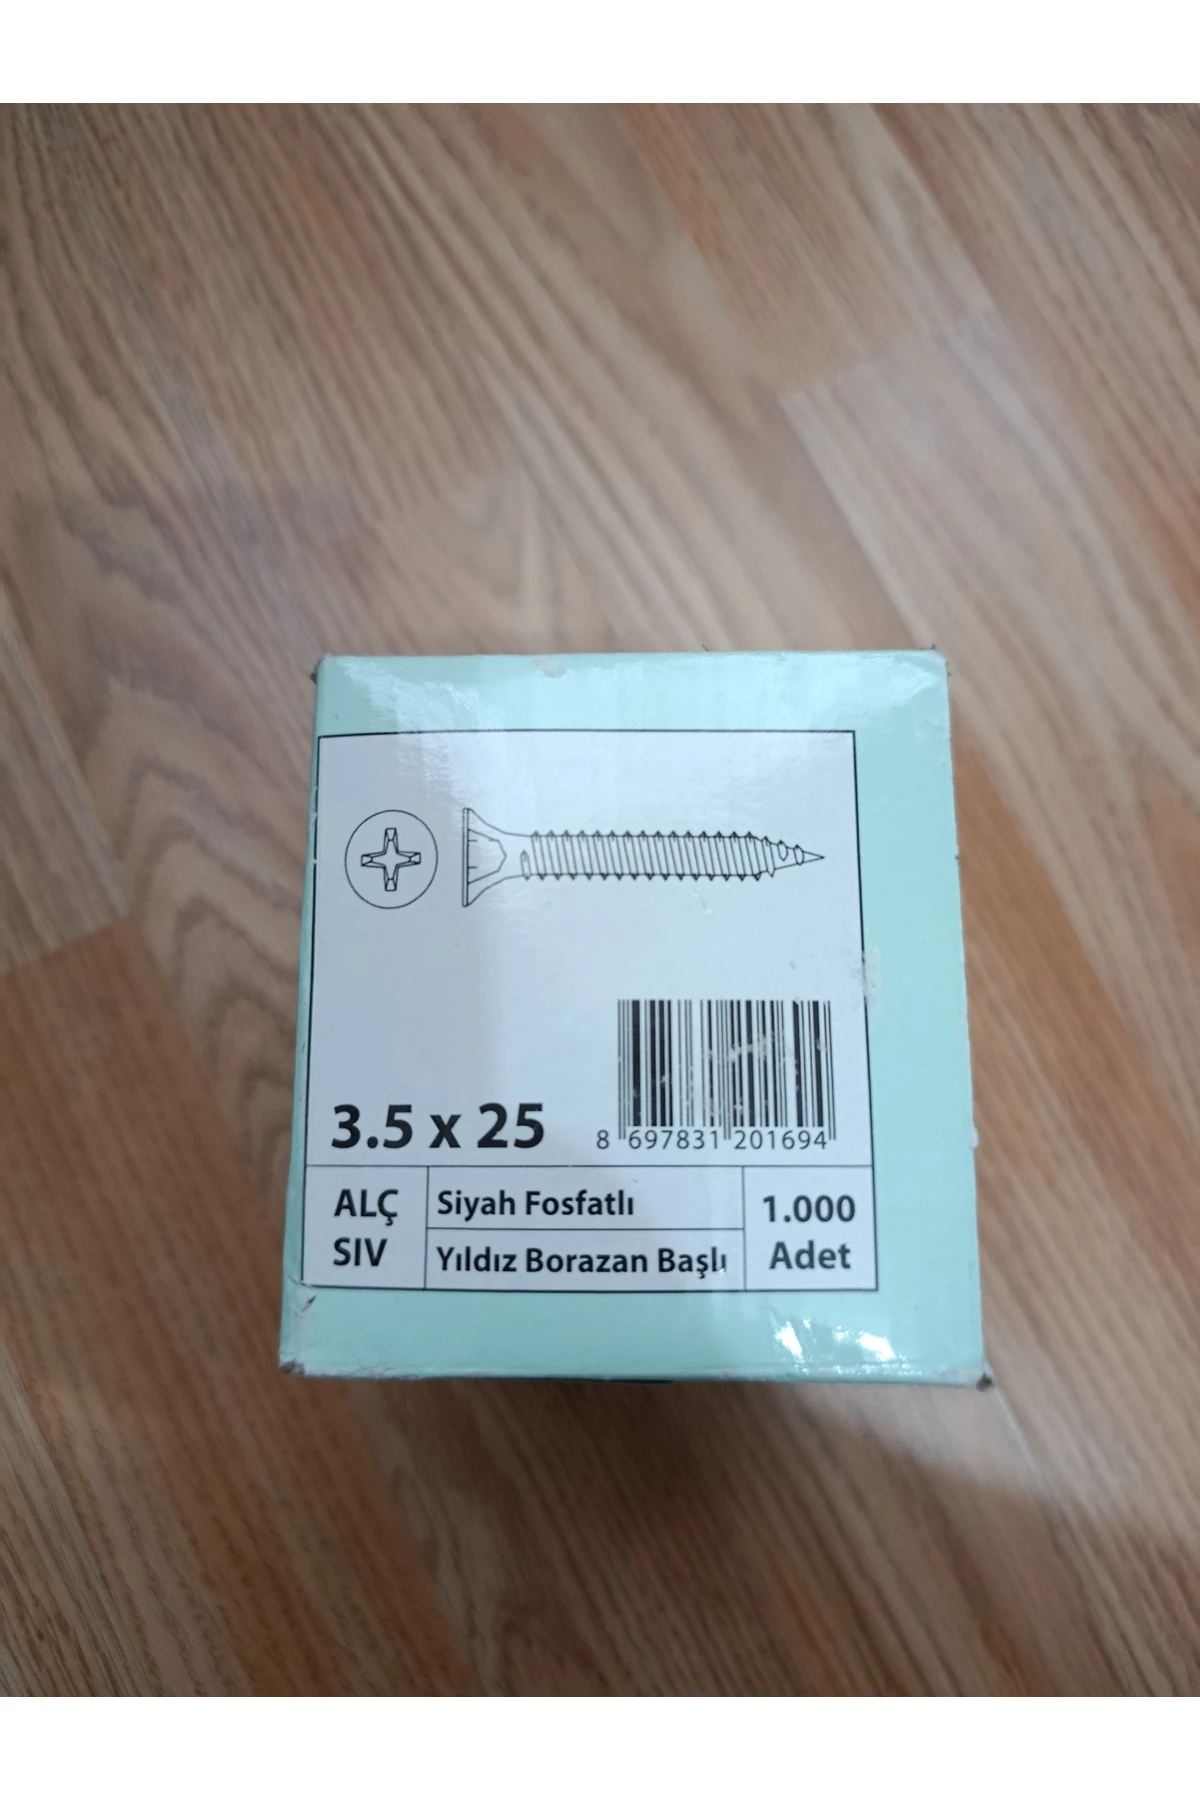 3.5 x 25
8 697831 201694
ALÇ
SIV
Siyah Fosfatlı
Yıldız Borazan Başlı
1.000
Adet